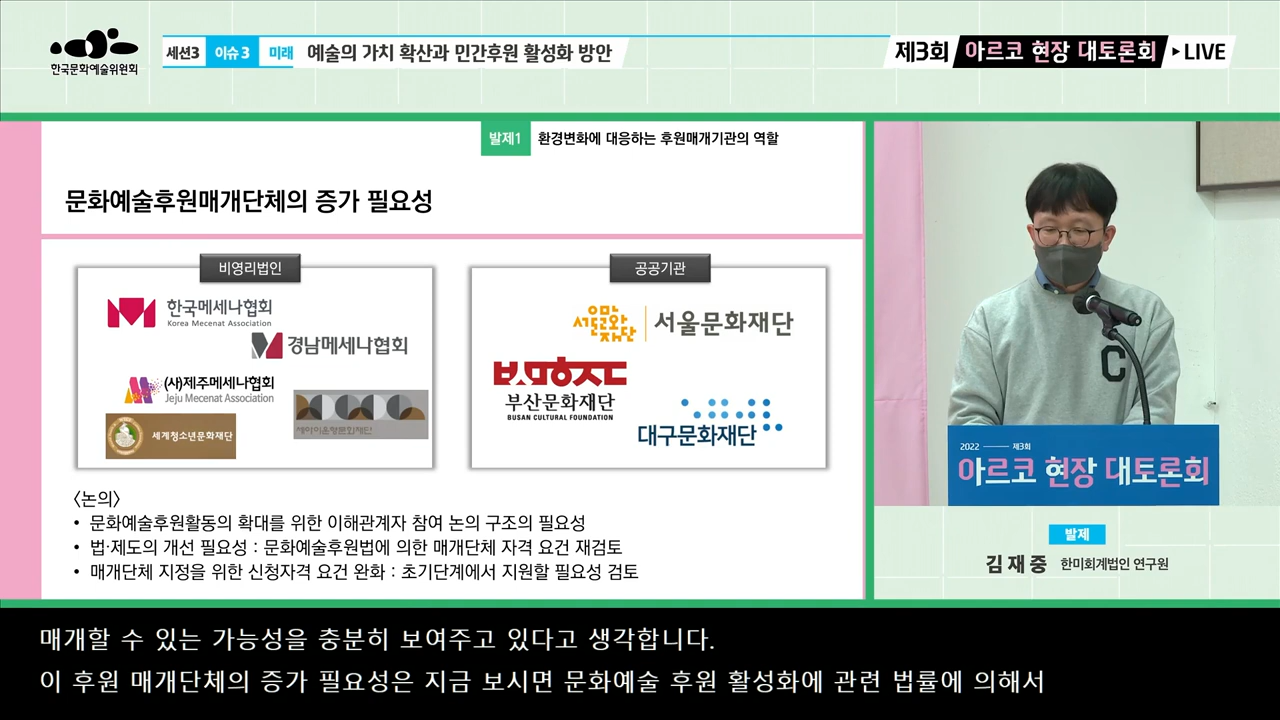 한국문화예술위원회
세션3 이슈 3 미래 예술의 가치 확산과 민간후원 활성화 방안
제3회 아르코 현장 대토론회 ▸LIVE
발제1 환경변화에 대응하는 후원매개기관의 역할
문화예술후원매개단체의 증가 필요성
비영리법인
한국메세나협회
Korea Mecenat Association
경남메세나협회
(사)제주메세나협회
Jeju Mecenat Association
세계청소년문화재단
공공기관
서울문화재단
부산문화재단
BUSAN CULTURAL FOUNDATION
대구문화재단
<논의>
• 문화예술후원활동의 확대를 위한 이해관계자 참여 논의 구조의 필요성
• 법·제도의 개선 필요성 : 문화예술후원법에 의한 매개단체 자격 요건 재검토
• 매개단체 지정을 위한 신청자격 요건 완화 : 초기단계에서 지원할 필요성 검토
C
2022 제3회
아르코 현장 대토론회
발제
김재중 한미회계법인 연구원
매개할 수 있는 가능성을 충분히 보여주고 있다고 생각합니다.
이 후원 매개단체의 증가 필요성은 지금 보시면 문화예술 후원 활성화에 관련 법률에 의해서